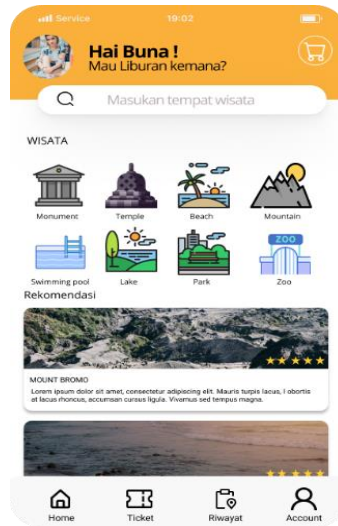 Service 19:02
Hai Buna !
Mau Liburan kemana?
Masukan tempat wisata
WISATA
Monument Temple Beach Mountain
ZOO
Swimming pool Lake Park Zoo
Rekomendasi
MOUNT BROMO
Lorem ipsum dolor sit amet, consectetur adipiscing elit. Mauris turpis lacus, l obortis
at lacus rhoncus, accumsan cursus ligula. Vivamus sed tempus magna.
Home Ticket Riwayat Account